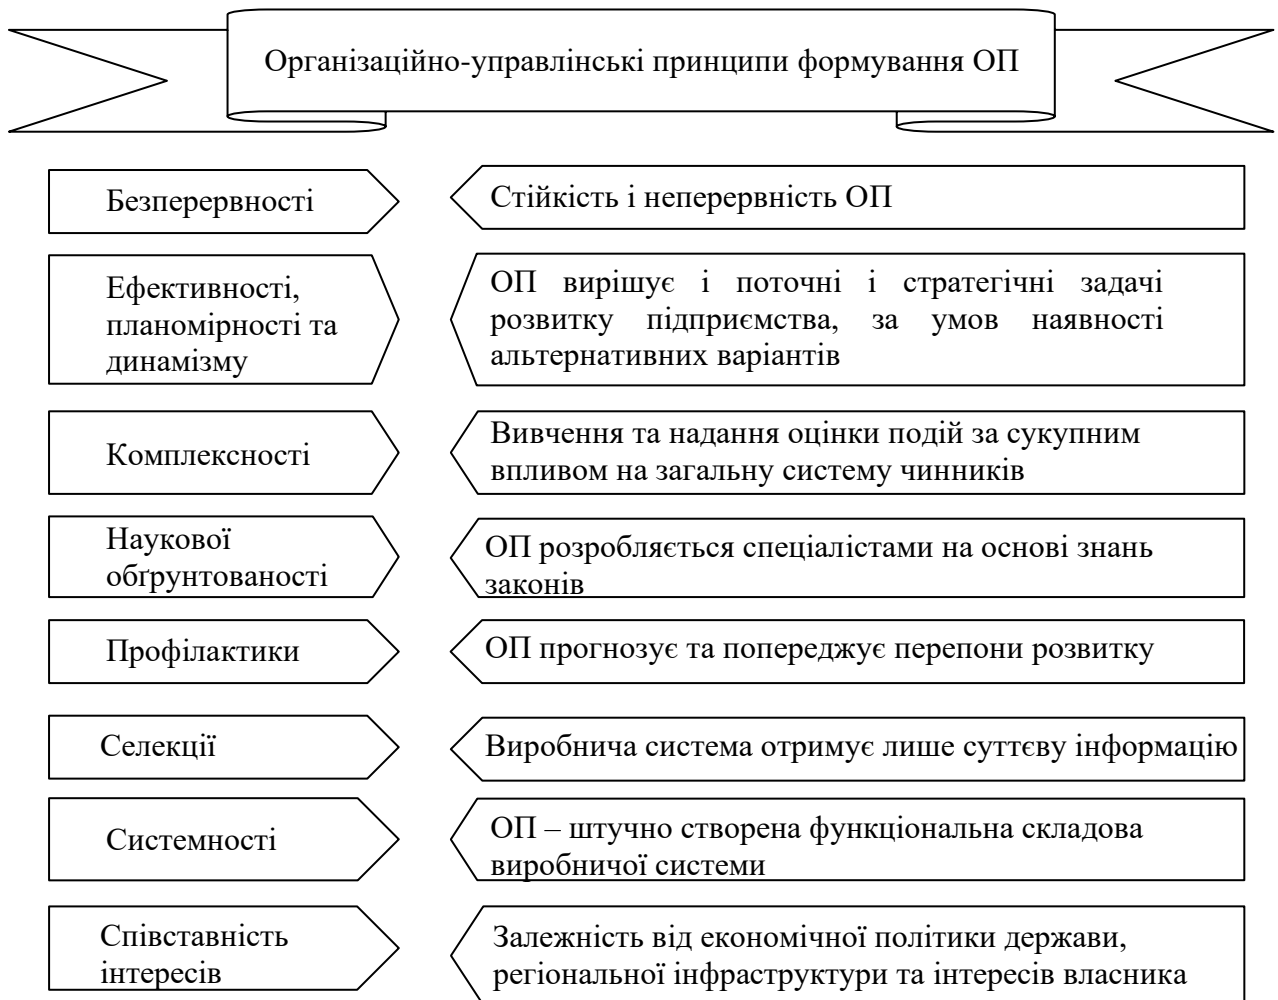 Організаційно-управлінські принципи формування ОП
Безперервності
Стійкість і неперервність ОП
Ефективності,
планомірності та
динамізму
ОП вирішує і поточні і стратегічні задачі
розвитку підприємства, за умов наявності
альтернативних варіантів
Комплексності
Вивчення та надання оцінки подій за сукупним
впливом на загальну систему чинників
Наукової
обґрунтованості
ОП розробляється спеціалістами на основі знань
законів
Профілактики
ОП прогнозує та попереджує перепони розвитку
Селекції
Виробнича система отримує лише суттєву інформацію
Системності
ОП – штучно створена функціональна складова
виробничої системи
Співставність
інтересів
Залежність від економічної політики держави,
регіональної інфраструктури та інтересів власника